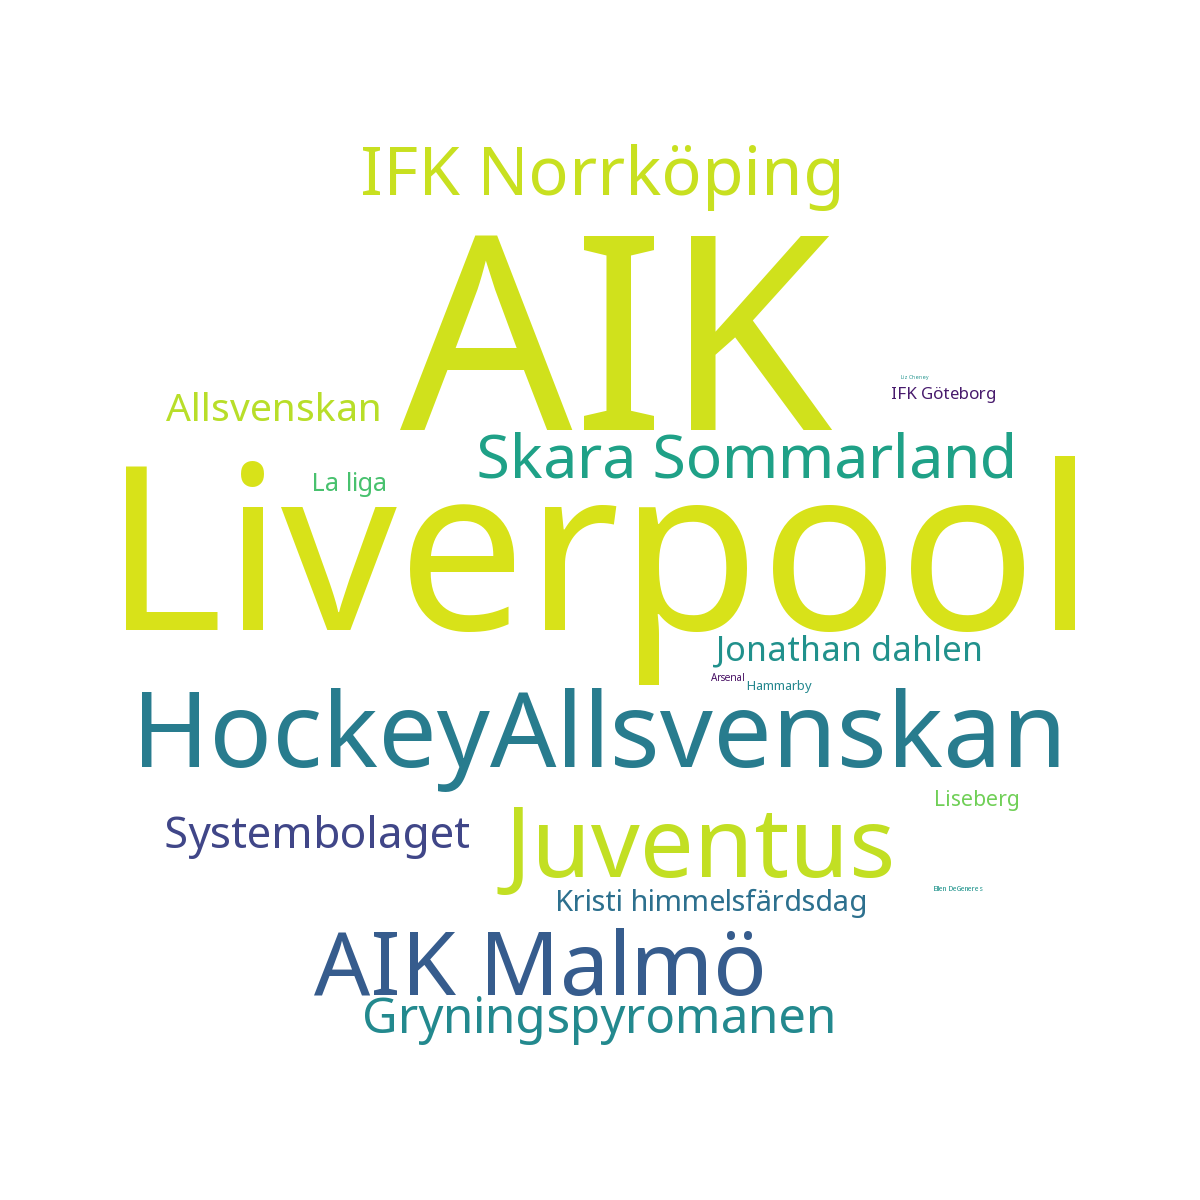 IFK Norrköping
AIK
Liz Cheney
IFK Göteborg
Allsvenskan
Skara Sommarland
La liga
Liverpool
Jonathan dahlen
Arsenal
Hammarby
HockeyAllsvenskan
Liseberg
Systembolaget
Juventus
Ellen DeGeneres
Kristi himmelsfärdsdag
AIK Malmö
Gryningspyromanen